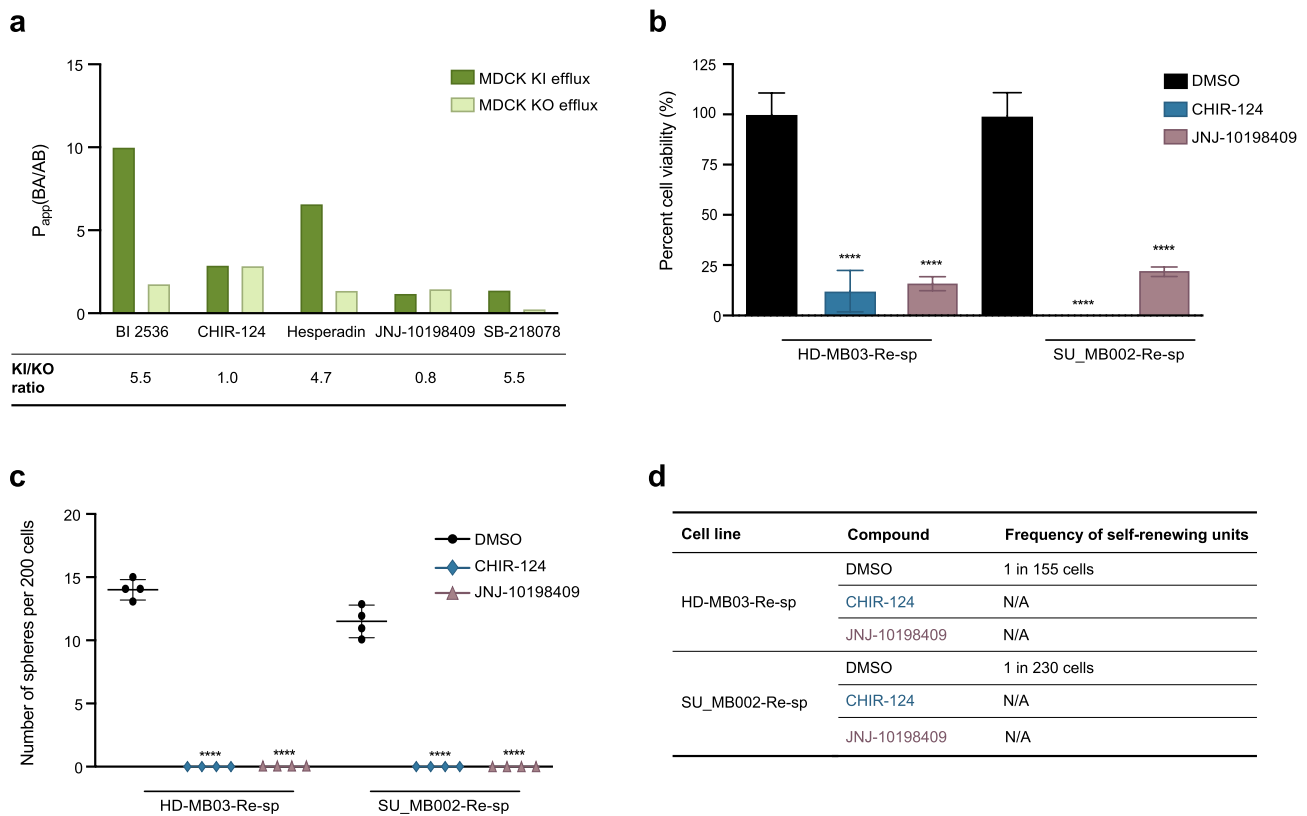 a
15
10
5
0
P_app(BA/AB)
MDCK KI efflux
MDCK KO efflux
BI 2536 CHIR-124 Hesperadin JNJ-10198409 SB-218078
KI/KO
ratio
5.5 1.0 4.7 0.8 5.5
b
125
100
75
50
25
0
Percent cell viability (%)
DMSO
CHIR-124
JNJ-10198409
**** **** **** ****
HD-MB03-Re-sp SU_MB002-Re-sp
c
20
15
10
5
0
Number of spheres per 200 cells
DMSO
CHIR-124
JNJ-10198409
**** **** **** ****
HD-MB03-Re-sp SU_MB002-Re-sp
d
Cell line Compound Frequency of self-renewing units
DMSO 1 in 155 cells
HD-MB03-Re-sp CHIR-124 N/A
JNJ-10198409 N/A
DMSO 1 in 230 cells
SU_MB002-Re-sp CHIR-124 N/A
JNJ-10198409 N/A